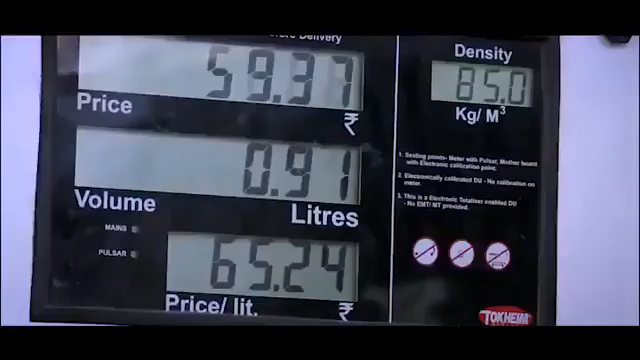 Delivery
59.37
Price
₹
0.91
Volume
Litres
MAINS
PULSAR
65.24
Price/ lit.
₹
Density
85.0
Kg/ M³
1. Sealing points- Meter with Pulsar, Mother board
with Electronic calibration point.
2. Electronically calibrated DU - No calibration on
meter.
3. This is a Electronic Totaliser enabled DU
- No EMT/ MT provided.
TOKHEIM